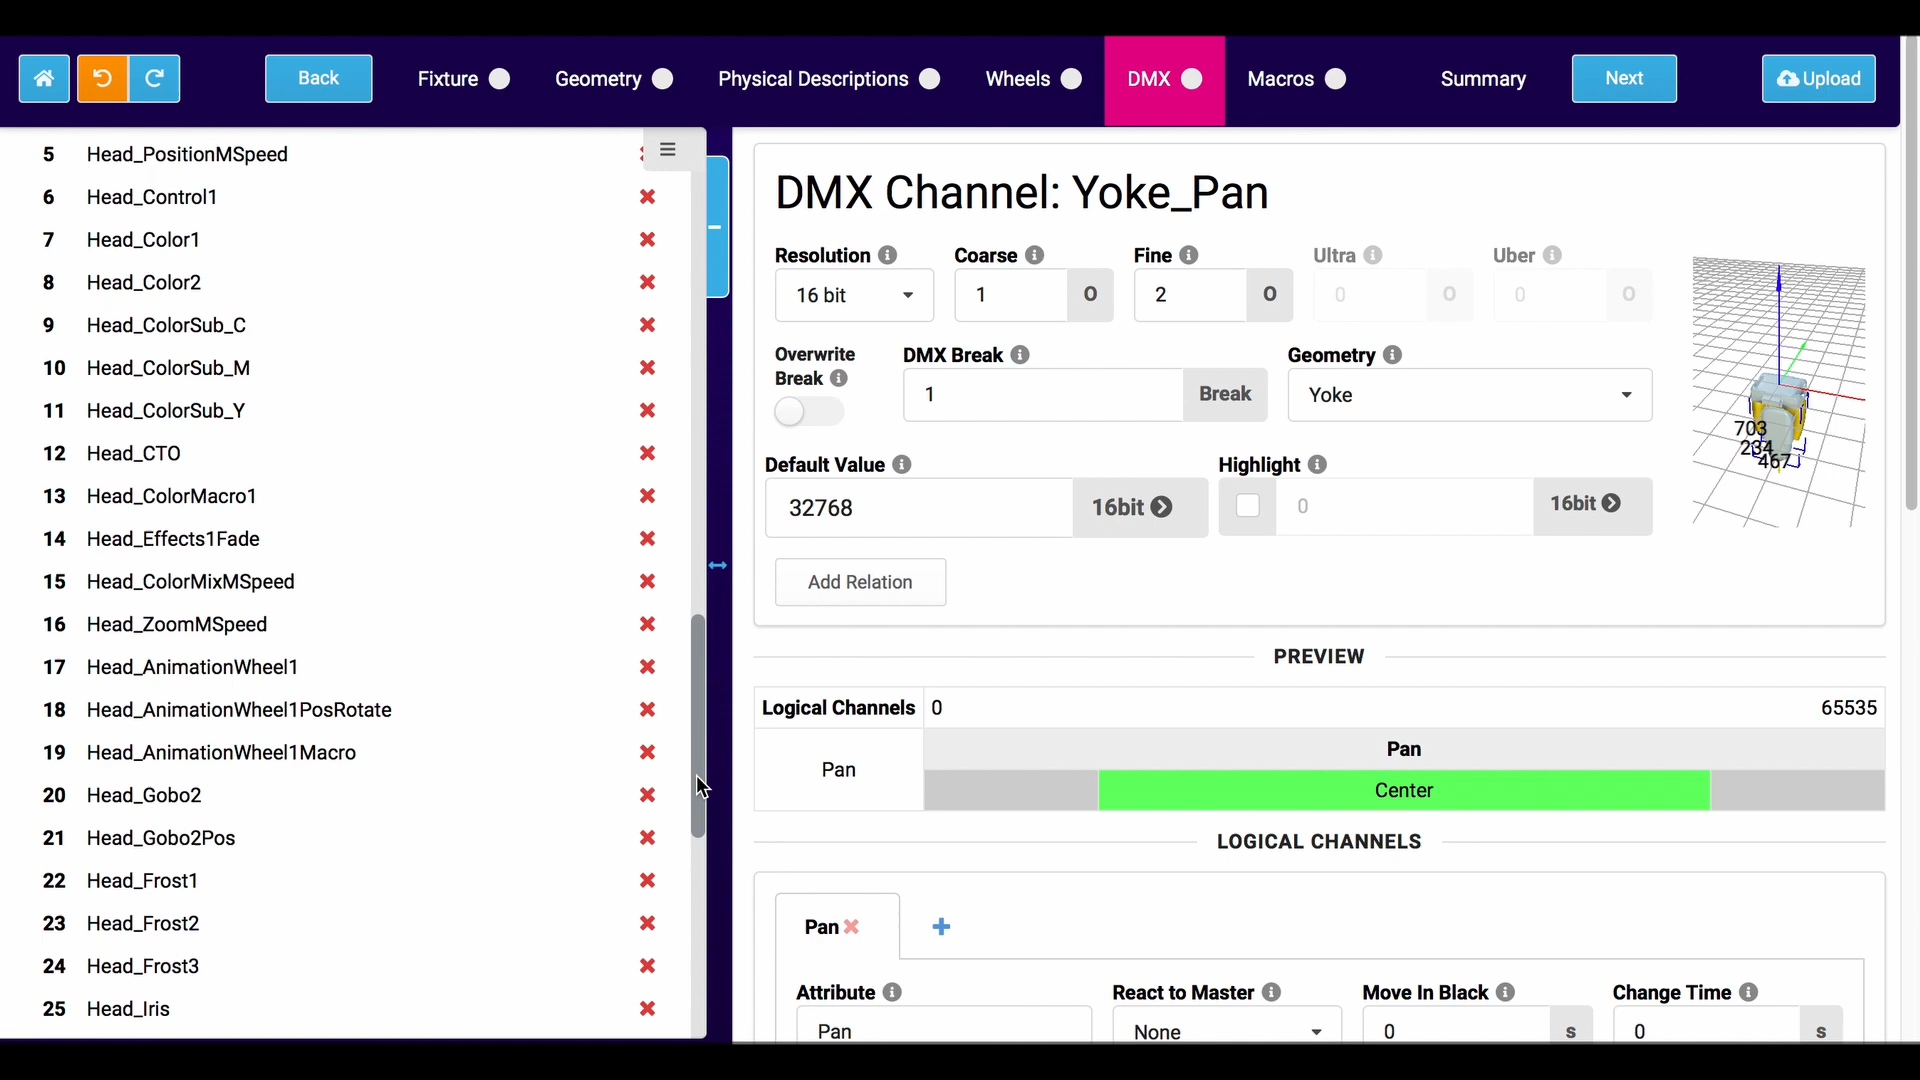 Back
Fixture
Geometry
Physical Descriptions
Wheels
DMX
Macros
Summary
Next
Upload
5 Head_PositionMSpeed
6 Head_Control1
7 Head_Color1
8 Head_Color2
9 Head_ColorSub_C
10 Head_ColorSub_M
11 Head_ColorSub_Y
12 Head_CTO
13 Head_ColorMacro1
14 Head_Effects1Fade
15 Head_ColorMixMSpeed
16 Head_ZoomMSpeed
17 Head_AnimationWheel1
18 Head_AnimationWheel1PosRotate
19 Head_AnimationWheel1Macro
20 Head_Gobo2
21 Head_Gobo2Pos
22 Head_Frost1
23 Head_Frost2
24 Head_Frost3
25 Head_Iris
DMX Channel: Yoke_Pan
Resolution Coarse Fine Ultra Uber
16 bit 1 O 2 O 0 O 0 O
Overwrite Break
DMX Break
1 Break
Geometry
Yoke
703
234
467
Default Value
32768 16bit
Highlight
0 16bit
Add Relation
PREVIEW
Logical Channels 0 65535
Pan
Pan
Center
LOGICAL CHANNELS
Pan
Attribute React to Master Move In Black Change Time
Pan None 0 s 0 s